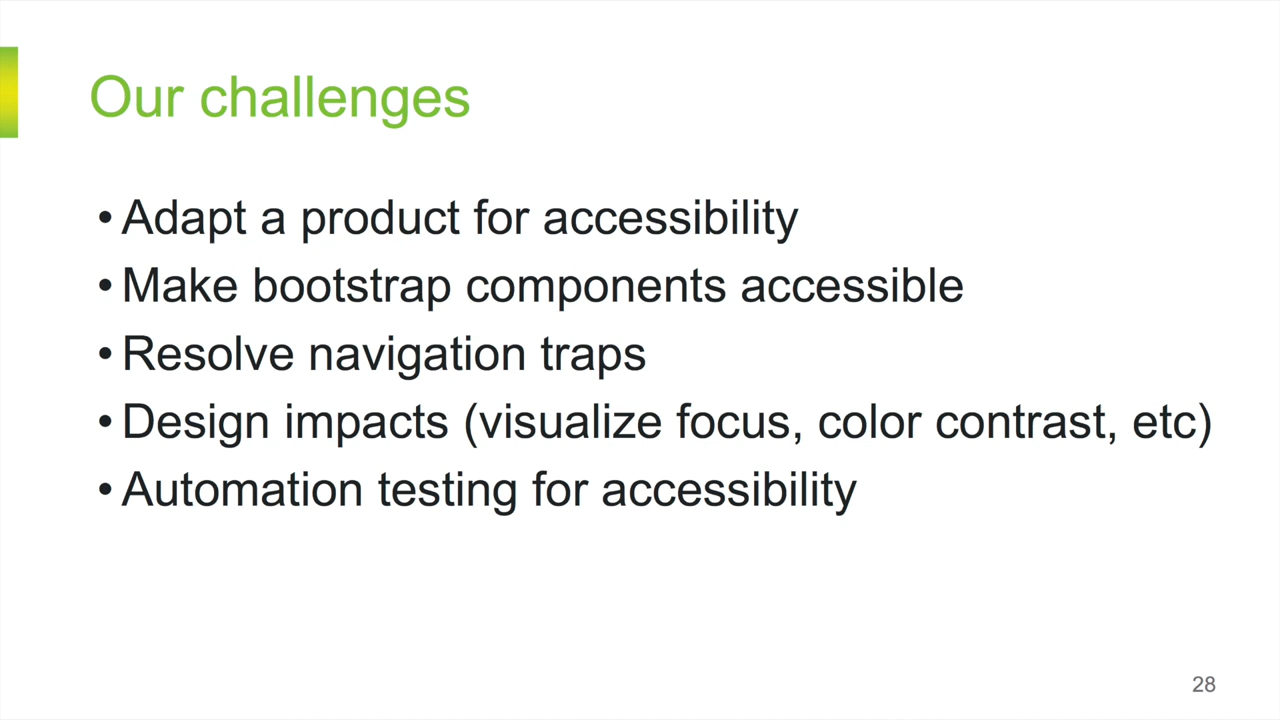 Our challenges
• Adapt a product for accessibility
• Make bootstrap components accessible
• Resolve navigation traps
• Design impacts (visualize focus, color contrast, etc)
• Automation testing for accessibility
28